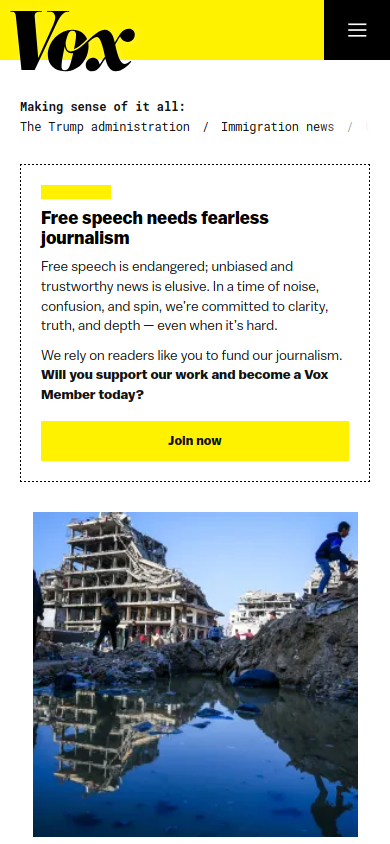 Vox
Making sense of it all:
The Trump administration / Immigration news /
Free speech needs fearless
journalism
Free speech is endangered; unbiased and
trustworthy news is elusive. In a time of noise,
confusion, and spin, we’re committed to clarity,
truth, and depth — even when it’s hard.
We rely on readers like you to fund our journalism.
Will you support our work and become a Vox
Member today?
Join now